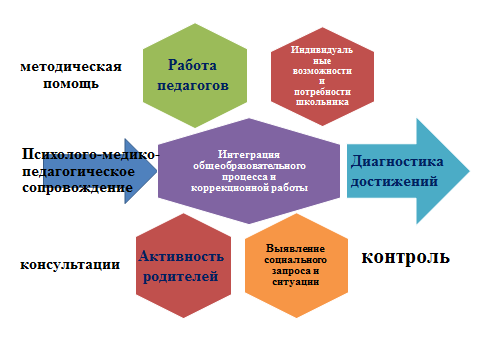 методическая
помощь
Работа
педагогов
Индивидуаль
ные
возможности
и
потребности
школьника
Психолого-медико-
педагогическое
сопровождение
Интеграция
общеобразовательного
процесса и
коррекционной работы
Диагностика
достижений
консультации
Активность
родителей
Выявление
социального
запроса и
ситуации
контроль